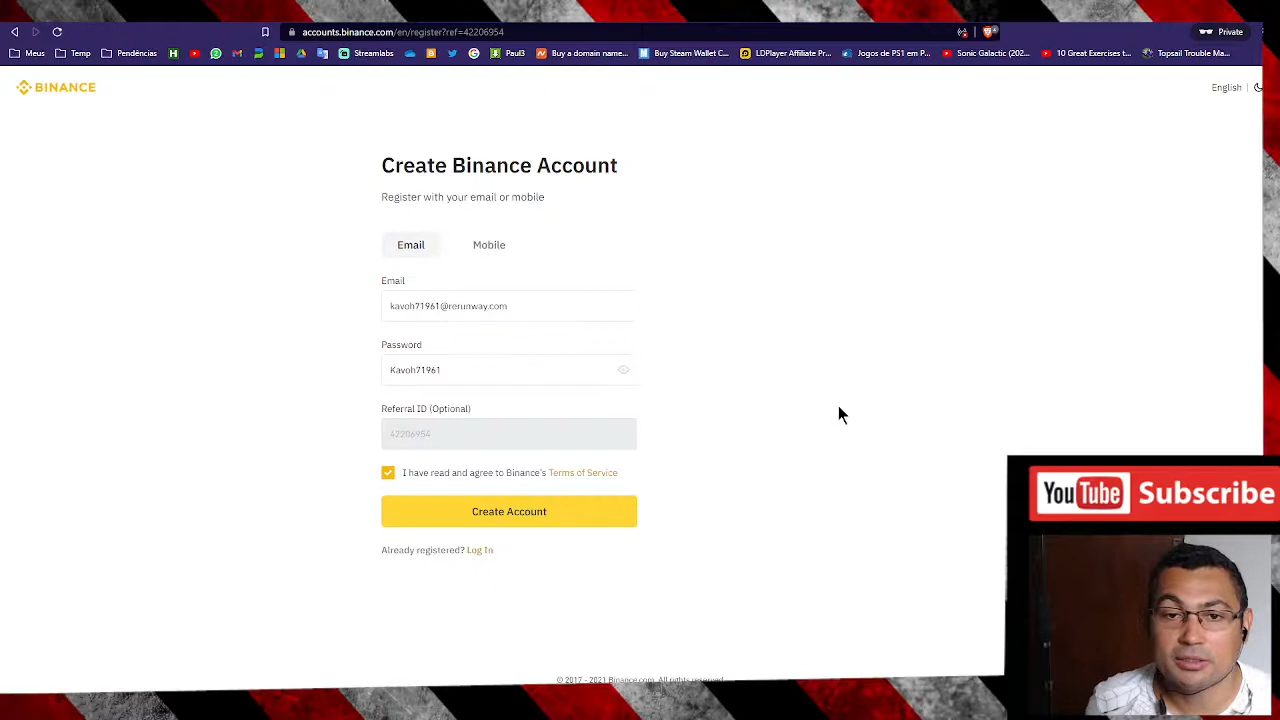 accounts.binance.com/en/register?ref=42206954
Private
Meus
Temp
Pendências
Streamlabs
PauB
Buy a domain name...
Buy Steam Wallet C...
LDPlayer Affiliate Pr...
Jogos de PS1 em P...
Sonic Galactic (202...
10 Great Exercises t...
Topsail Trouble Ma...
BINANCE
English
Create Binance Account
Register with your email or mobile
Email
Mobile
Email
kavoh71961@rerunway.com
Password
Kavoh71961
Referral ID (Optional)
42206954
I have read and agree to Binance's Terms of Service
Create Account
Already registered? Log In
YouTube Subscribe
© 2017 - 2021 Binance.com. All rights reserved